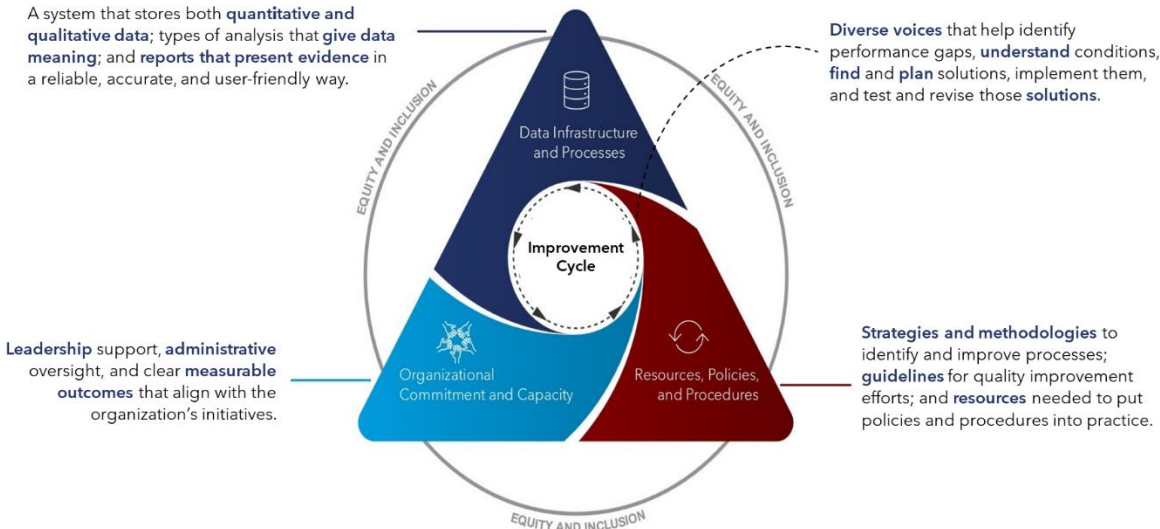 A system that stores both quantitative and
qualitative data; types of analysis that give data
meaning; and reports that present evidence in
a reliable, accurate, and user-friendly way.
Diverse voices that help identify
performance gaps, understand conditions,
find and plan solutions, implement them,
and test and revise those solutions.
EQUITY AND INCLUSION
EQUITY AND INCLUSION
Data Infrastructure
and Processes
Improvement
Cycle
Leadership support, administrative
oversight, and clear measurable
outcomes that align with the
organization's initiatives.
Organizational
Commitment and Capacity
Resources, Policies,
and Procedures
Strategies and methodologies to
identify and improve processes;
guidelines for quality improvement
efforts; and resources needed to put
policies and procedures into practice.
EQUITY AND INCLUSION